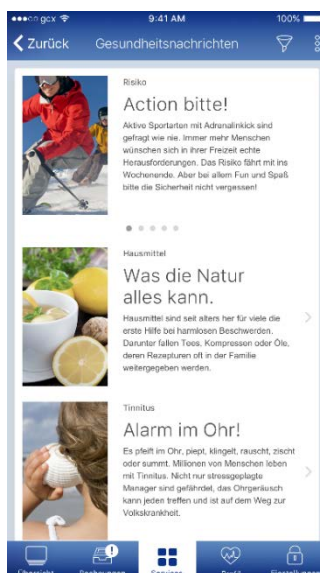 gcx
9:41 AM
100%
Zurück
Gesundheitsnachrichten
Risiko
Action bitte!
Aktive Sportarten mit Adrenalinkick sind
gefragt wie nie. Immer mehr Menschen
wünschen sich in ihrer Freizeit echte
Herausforderungen. Das Risiko fährt mit ins
Wochenende. Aber bei allem Fun und Spaß
bitte die Sicherheit nicht vergessen!
Hausmittel
Was die Natur
alles kann.
Hausmittel sind seit alters her für viele die
erste Hilfe bei harmlosen Beschwerden.
Darunter fallen Tees, Kompressen oder Öle,
deren Rezepturen oft in der Familie
weitergegeben werden.
Tinnitus
Alarm im Ohr!
Es pfeift im Ohr, piept, klingelt, rauscht, zischt
oder summt. Millionen von Menschen leben
mit Tinnitus. Nicht nur stressgeplagte
Manager sind gefährdet, das Ohrgeräusch
kann jeden treffen und ist auf dem Weg zur
Volkskrankheit.